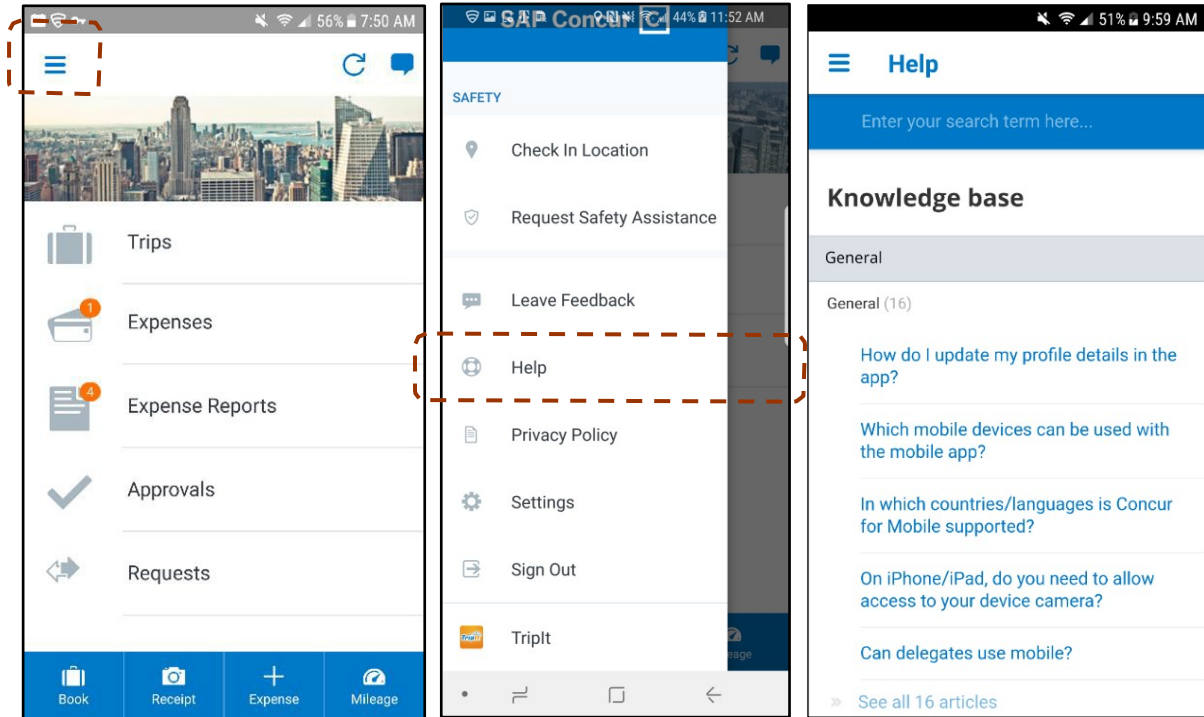 56% 7:50 AM
Trips
1
Expenses
4
Expense Reports
Approvals
Requests
Book
Receipt
Expense
Mileage
SAP Concur C
44% 11:52 AM
SAFETY
Check In Location
Request Safety Assistance
Leave Feedback
Help
Privacy Policy
Settings
Sign Out
TripIt
eage
51% 9:59 AM
Help
Enter your search term here...
Knowledge base
General
General (16)
How do I update my profile details in the
app?
Which mobile devices can be used with
the mobile app?
In which countries/languages is Concur
for Mobile supported?
On iPhone/iPad, do you need to allow
access to your device camera?
Can delegates use mobile?
» See all 16 articles